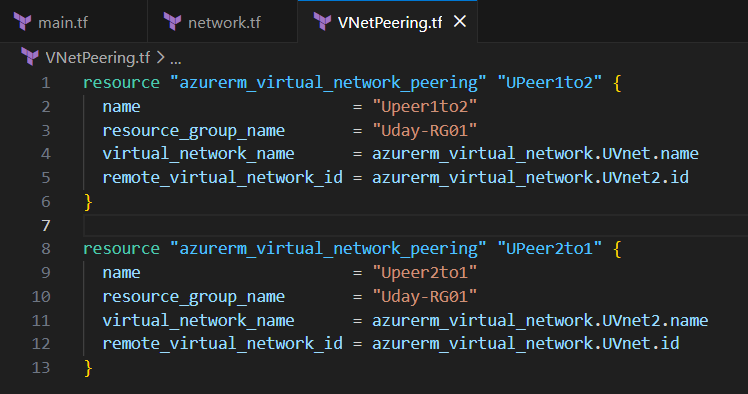 main.tf network.tf VNetPeering.tf ×
VNetPeering.tf > ...
1 resource "azurerm_virtual_network_peering" "UPeer1to2" {
2   name                      = "Upeer1to2"
3   resource_group_name       = "Uday-RG01"
4   virtual_network_name      = azurerm_virtual_network.UVnet.name
5   remote_virtual_network_id = azurerm_virtual_network.UVnet2.id
6 }
7
8 resource "azurerm_virtual_network_peering" "UPeer2to1" {
9   name                      = "Upeer2to1"
10   resource_group_name       = "Uday-RG01"
11   virtual_network_name      = azurerm_virtual_network.UVnet2.name
12   remote_virtual_network_id = azurerm_virtual_network.UVnet.id
13 }